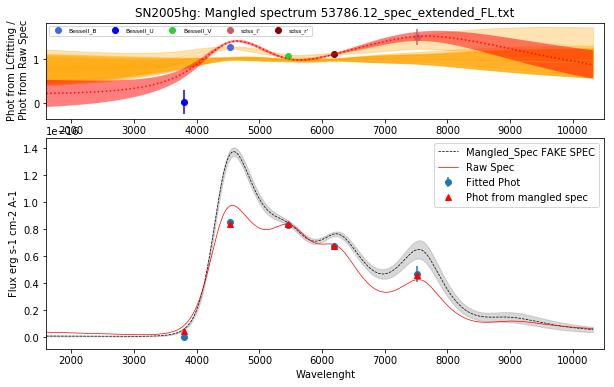 SN2005hg: Mangled spectrum 53786.12_spec_extended_FL.txt
Phot from LCfitting /
Phot from Raw Spec
Bessell_B
Bessell_U
Bessell_V
sdss_i'
sdss_r'
1
0
2000 3000 4000 5000 6000 7000 8000 9000 10000
Flux erg s-1 cm-2 A-1
1.4
1.2
1.0
0.8
0.6
0.4
0.2
0.0
Mangled_Spec FAKE SPEC
Raw Spec
Fitted Phot
Phot from mangled spec
2000 3000 4000 5000 6000 7000 8000 9000 10000
Wavelenght